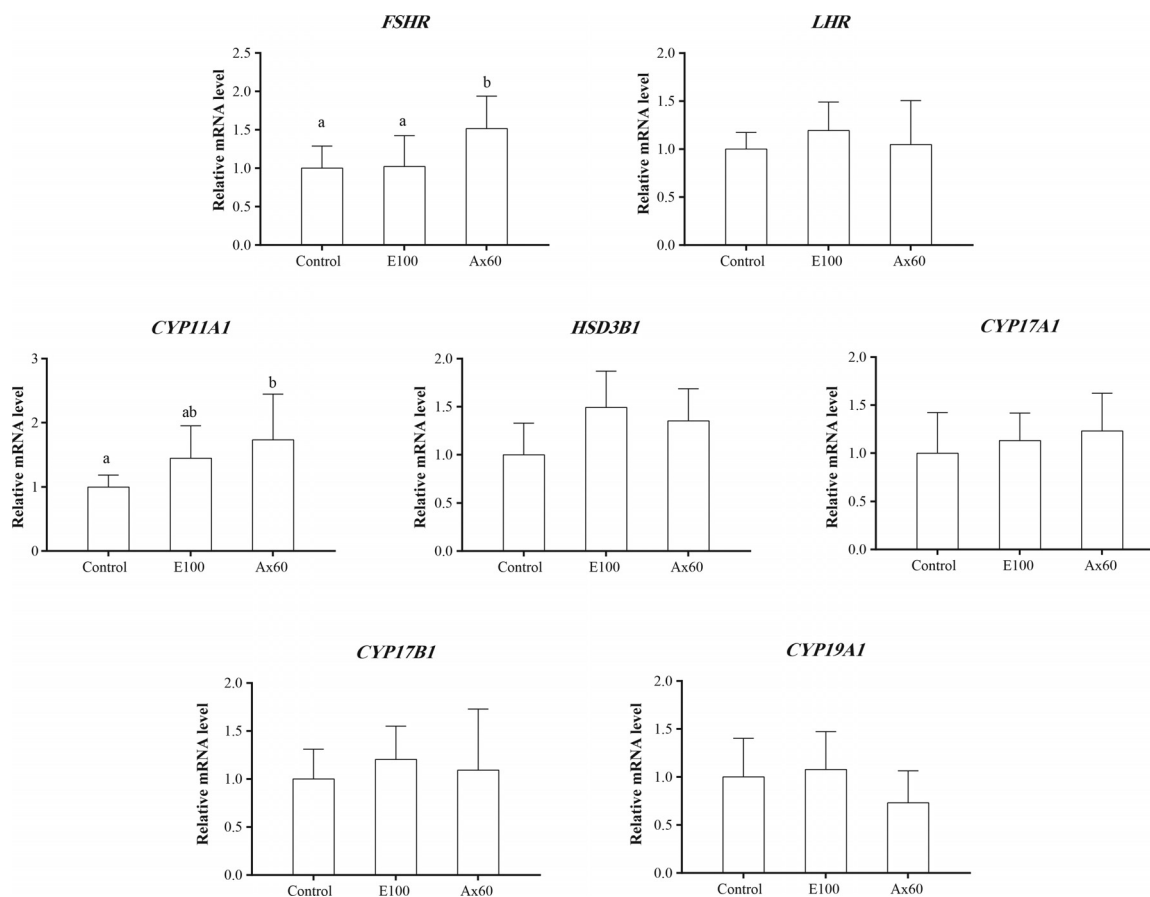 FSHR
LHR
Relative mRNA level
2.5
2.0
1.5
1.0
0.5
0.0
a
a
b
Control E100 Ax60
Relative mRNA level
2.0
1.5
1.0
0.5
0.0
Control E100 Ax60
CYP11A1
HSD3B1
CYP17A1
Relative mRNA level
3
2
1
0
a
ab
b
Control E100 Ax60
Relative mRNA level
2.0
1.5
1.0
0.5
0.0
Control E100 Ax60
Relative mRNA level
2.0
1.5
1.0
0.5
0.0
Control E100 Ax60
CYP17B1
CYP19A1
Relative mRNA level
2.0
1.5
1.0
0.5
0.0
Control E100 Ax60
Relative mRNA level
2.0
1.5
1.0
0.5
0.0
Control E100 Ax60